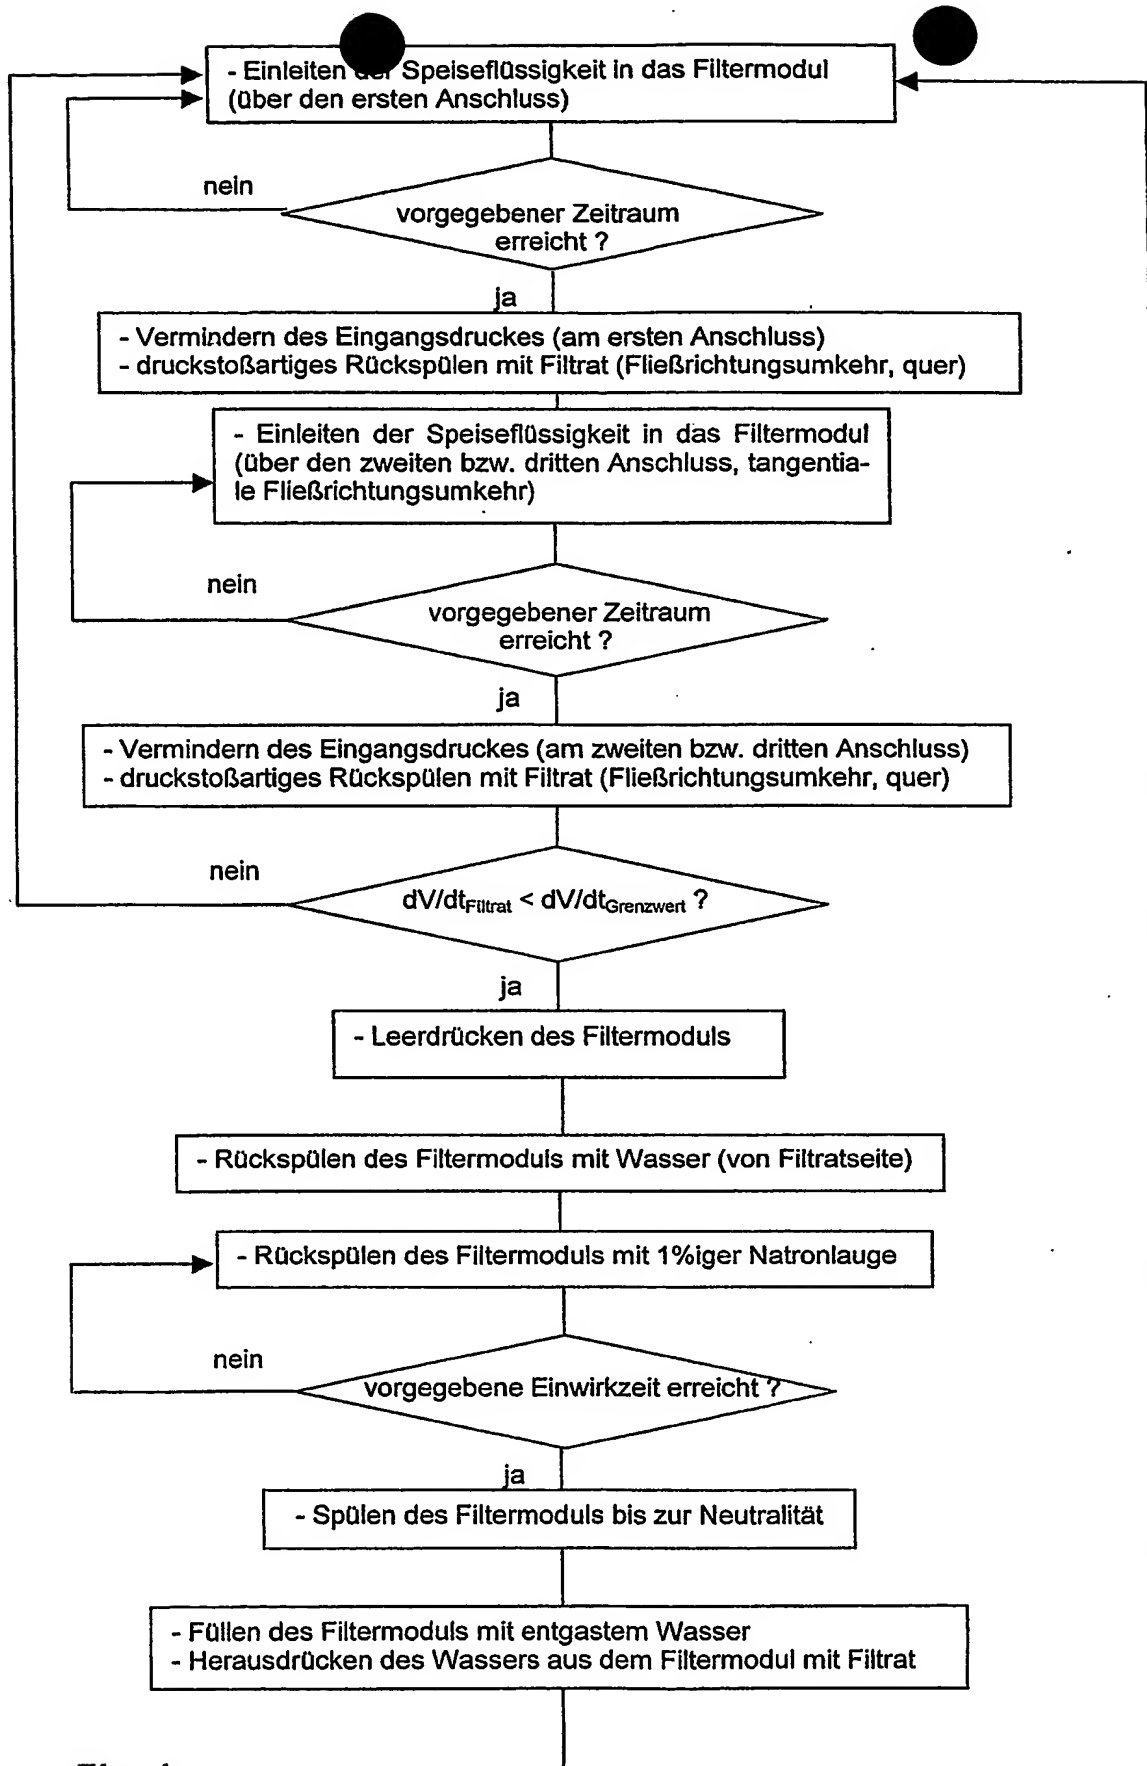 - Einleiten der Speiseflüssigkeit in das Filtermodul
(über den ersten Anschluss)
nein
vorgegebener Zeitraum
erreicht ?
ja
- Vermindern des Eingangsdruckes (am ersten Anschluss)
- druckstoßartiges Rückspülen mit Filtrat (Fließrichtungsumkehr, quer)
- Einleiten der Speiseflüssigkeit in das Filtermodul
(über den zweiten bzw. dritten Anschluss, tangentia-
le Fließrichtungsumkehr)
nein
vorgegebener Zeitraum
erreicht ?
ja
- Vermindern des Eingangsdruckes (am zweiten bzw. dritten Anschluss)
- druckstoßartiges Rückspülen mit Filtrat (Fließrichtungsumkehr, quer)
nein
dV/dtFiltrat < dV/dtGrenzwert ?
ja
- Leerdrücken des Filtermoduls
- Rückspülen des Filtermoduls mit Wasser (von Filtratseite)
- Rückspülen des Filtermoduls mit 1%iger Natronlauge
nein
vorgegebene Einwirkzeit erreicht ?
ja
- Spülen des Filtermoduls bis zur Neutralität
- Füllen des Filtermoduls mit entgastem Wasser
- Herausdrücken des Wassers aus dem Filtermodul mit Filtrat